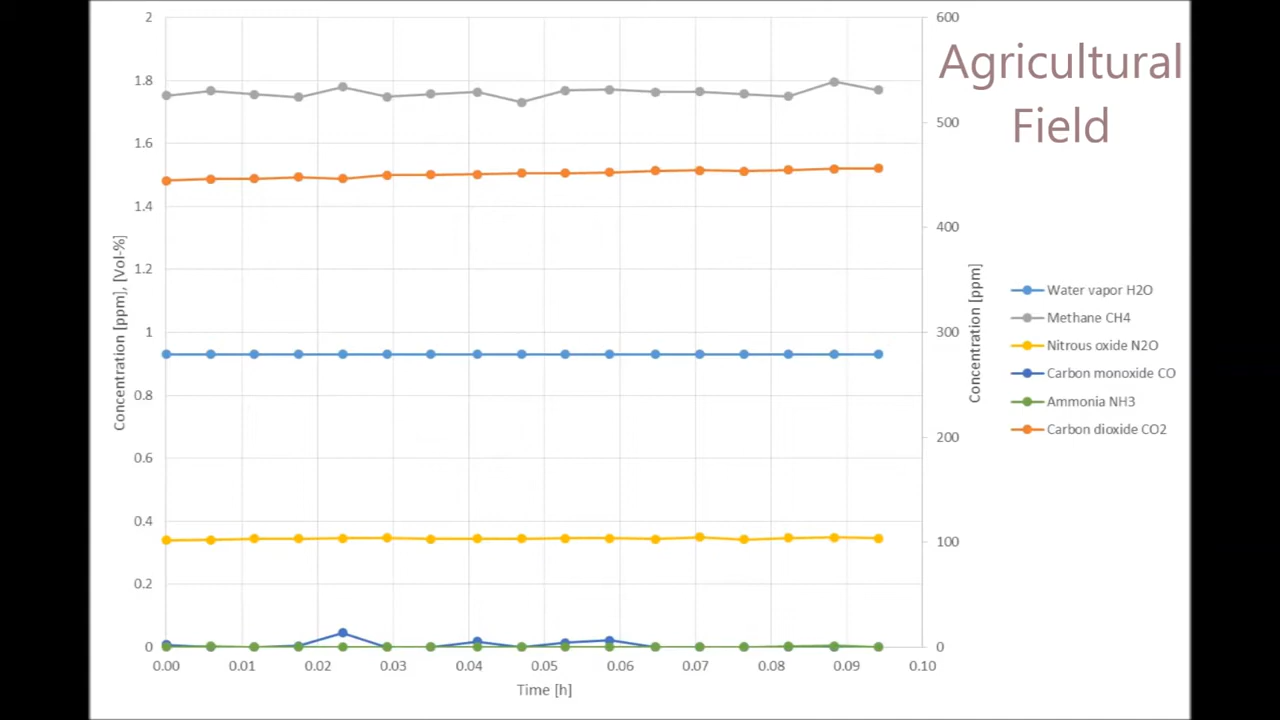 Agricultural
Field
2
1.8
1.6
1.4
1.2
1
0.8
0.6
0.4
0.2
0
Concentration [ppm], [Vol-%]
600
500
400
300
200
100
0
Concentration [ppm]
0.00 0.01 0.02 0.03 0.04 0.05 0.06 0.07 0.08 0.09 0.10
Time [h]
Water vapor H2O
Methane CH4
Nitrous oxide N2O
Carbon monoxide CO
Ammonia NH3
Carbon dioxide CO2